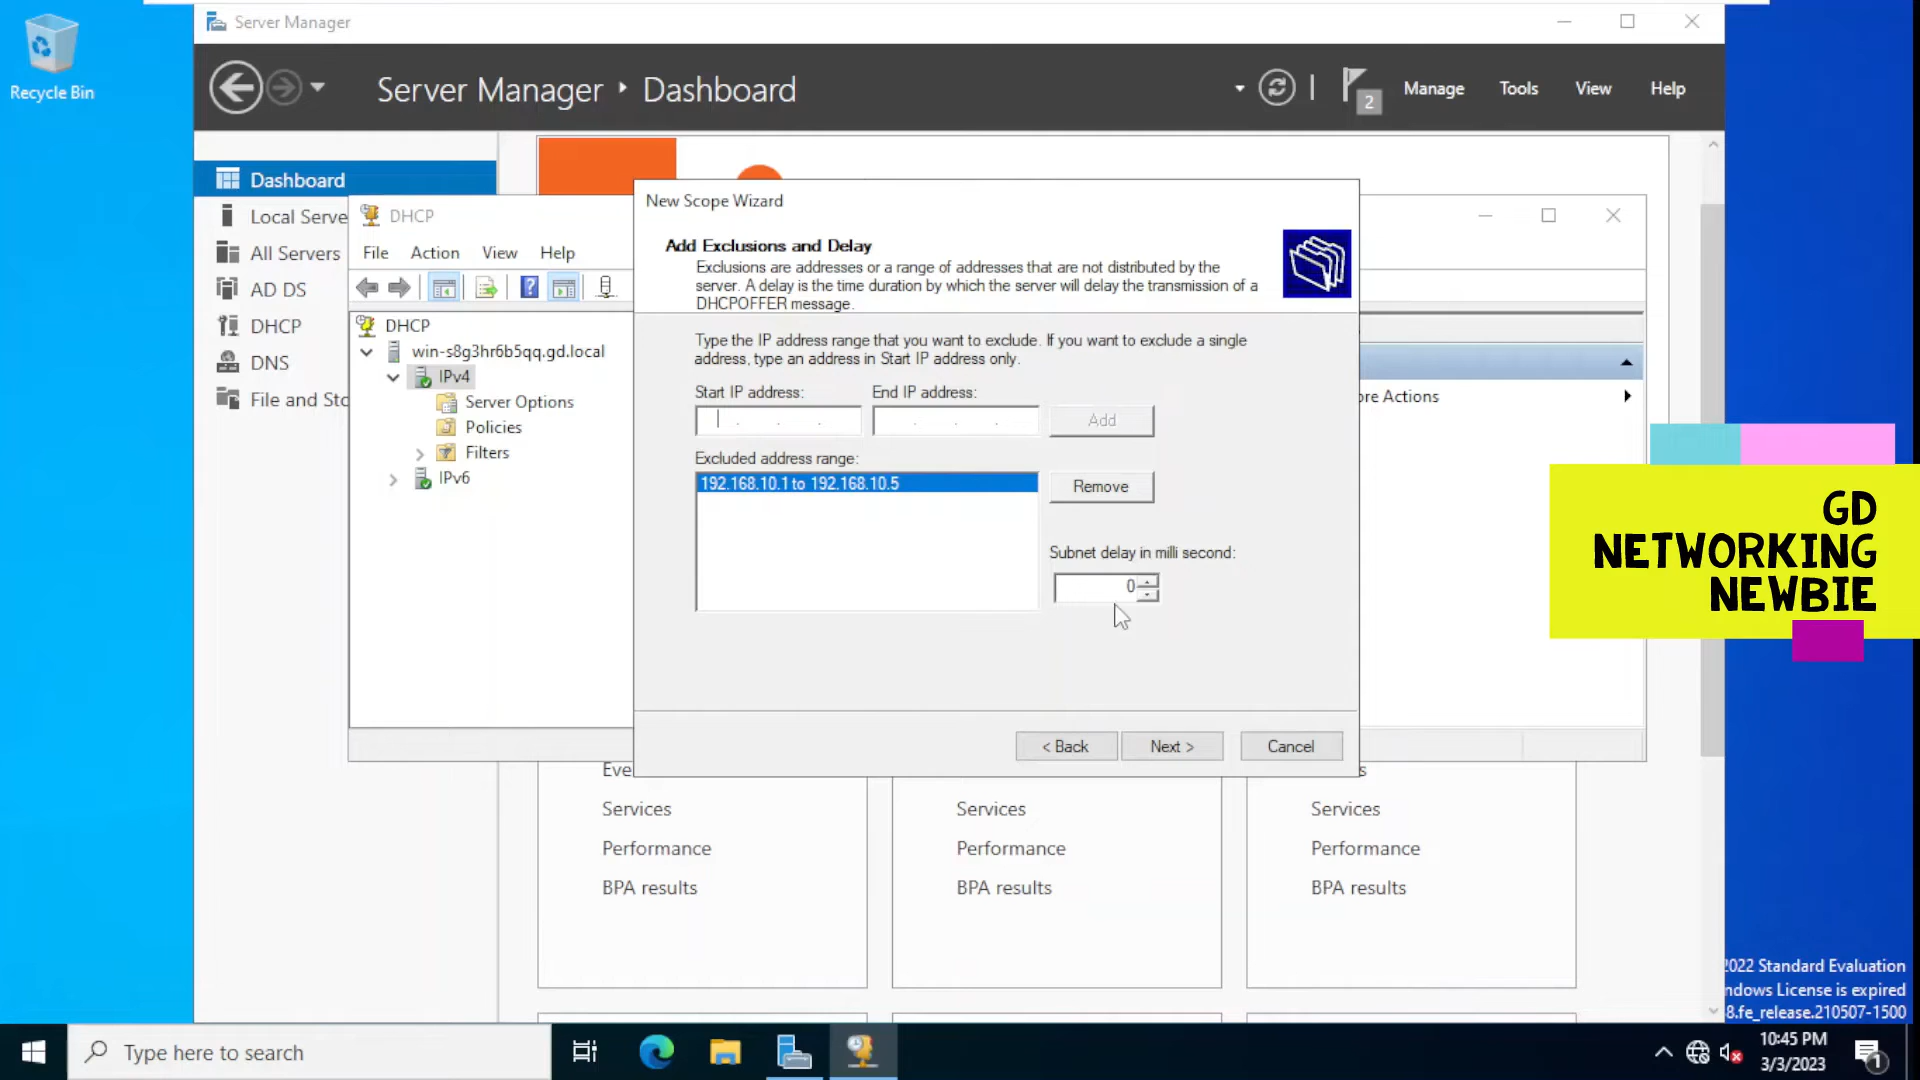 Recycle Bin
Server Manager
Server Manager
Dashboard
2
Manage
Tools
View
Help
Dashboard
Local Serve
All Servers
AD DS
DHCP
DNS
File and Sto
DHCP
File
Action
View
Help
DHCP
win-s8g3hr6b5qq.gd.local
IPv4
Server Options
Policies
Filters
IPv6
New Scope Wizard
Add Exclusions and Delay
Exclusions are addresses or a range of addresses that are not distributed by the
server. A delay is the time duration by which the server will delay the transmission of a
DHCPOFFER message.
Type the IP address range that you want to exclude. If you want to exclude a single
address, type an address in Start IP address only.
Start IP address:
End IP address:
Add
Excluded address range:
192.168.10.1 to 192.168.10.5
Remove
Subnet delay in milli second:
0
< Back
Next >
Cancel
ore Actions
GD
NETWORKING
NEWBIE
Eve
s
Services
Performance
BPA results
Services
Performance
BPA results
Services
Performance
BPA results
2022 Standard Evaluation
ndows License is expired
8.fe_release.210507-1500
Type here to search
10:45 PM
3/3/2023
1